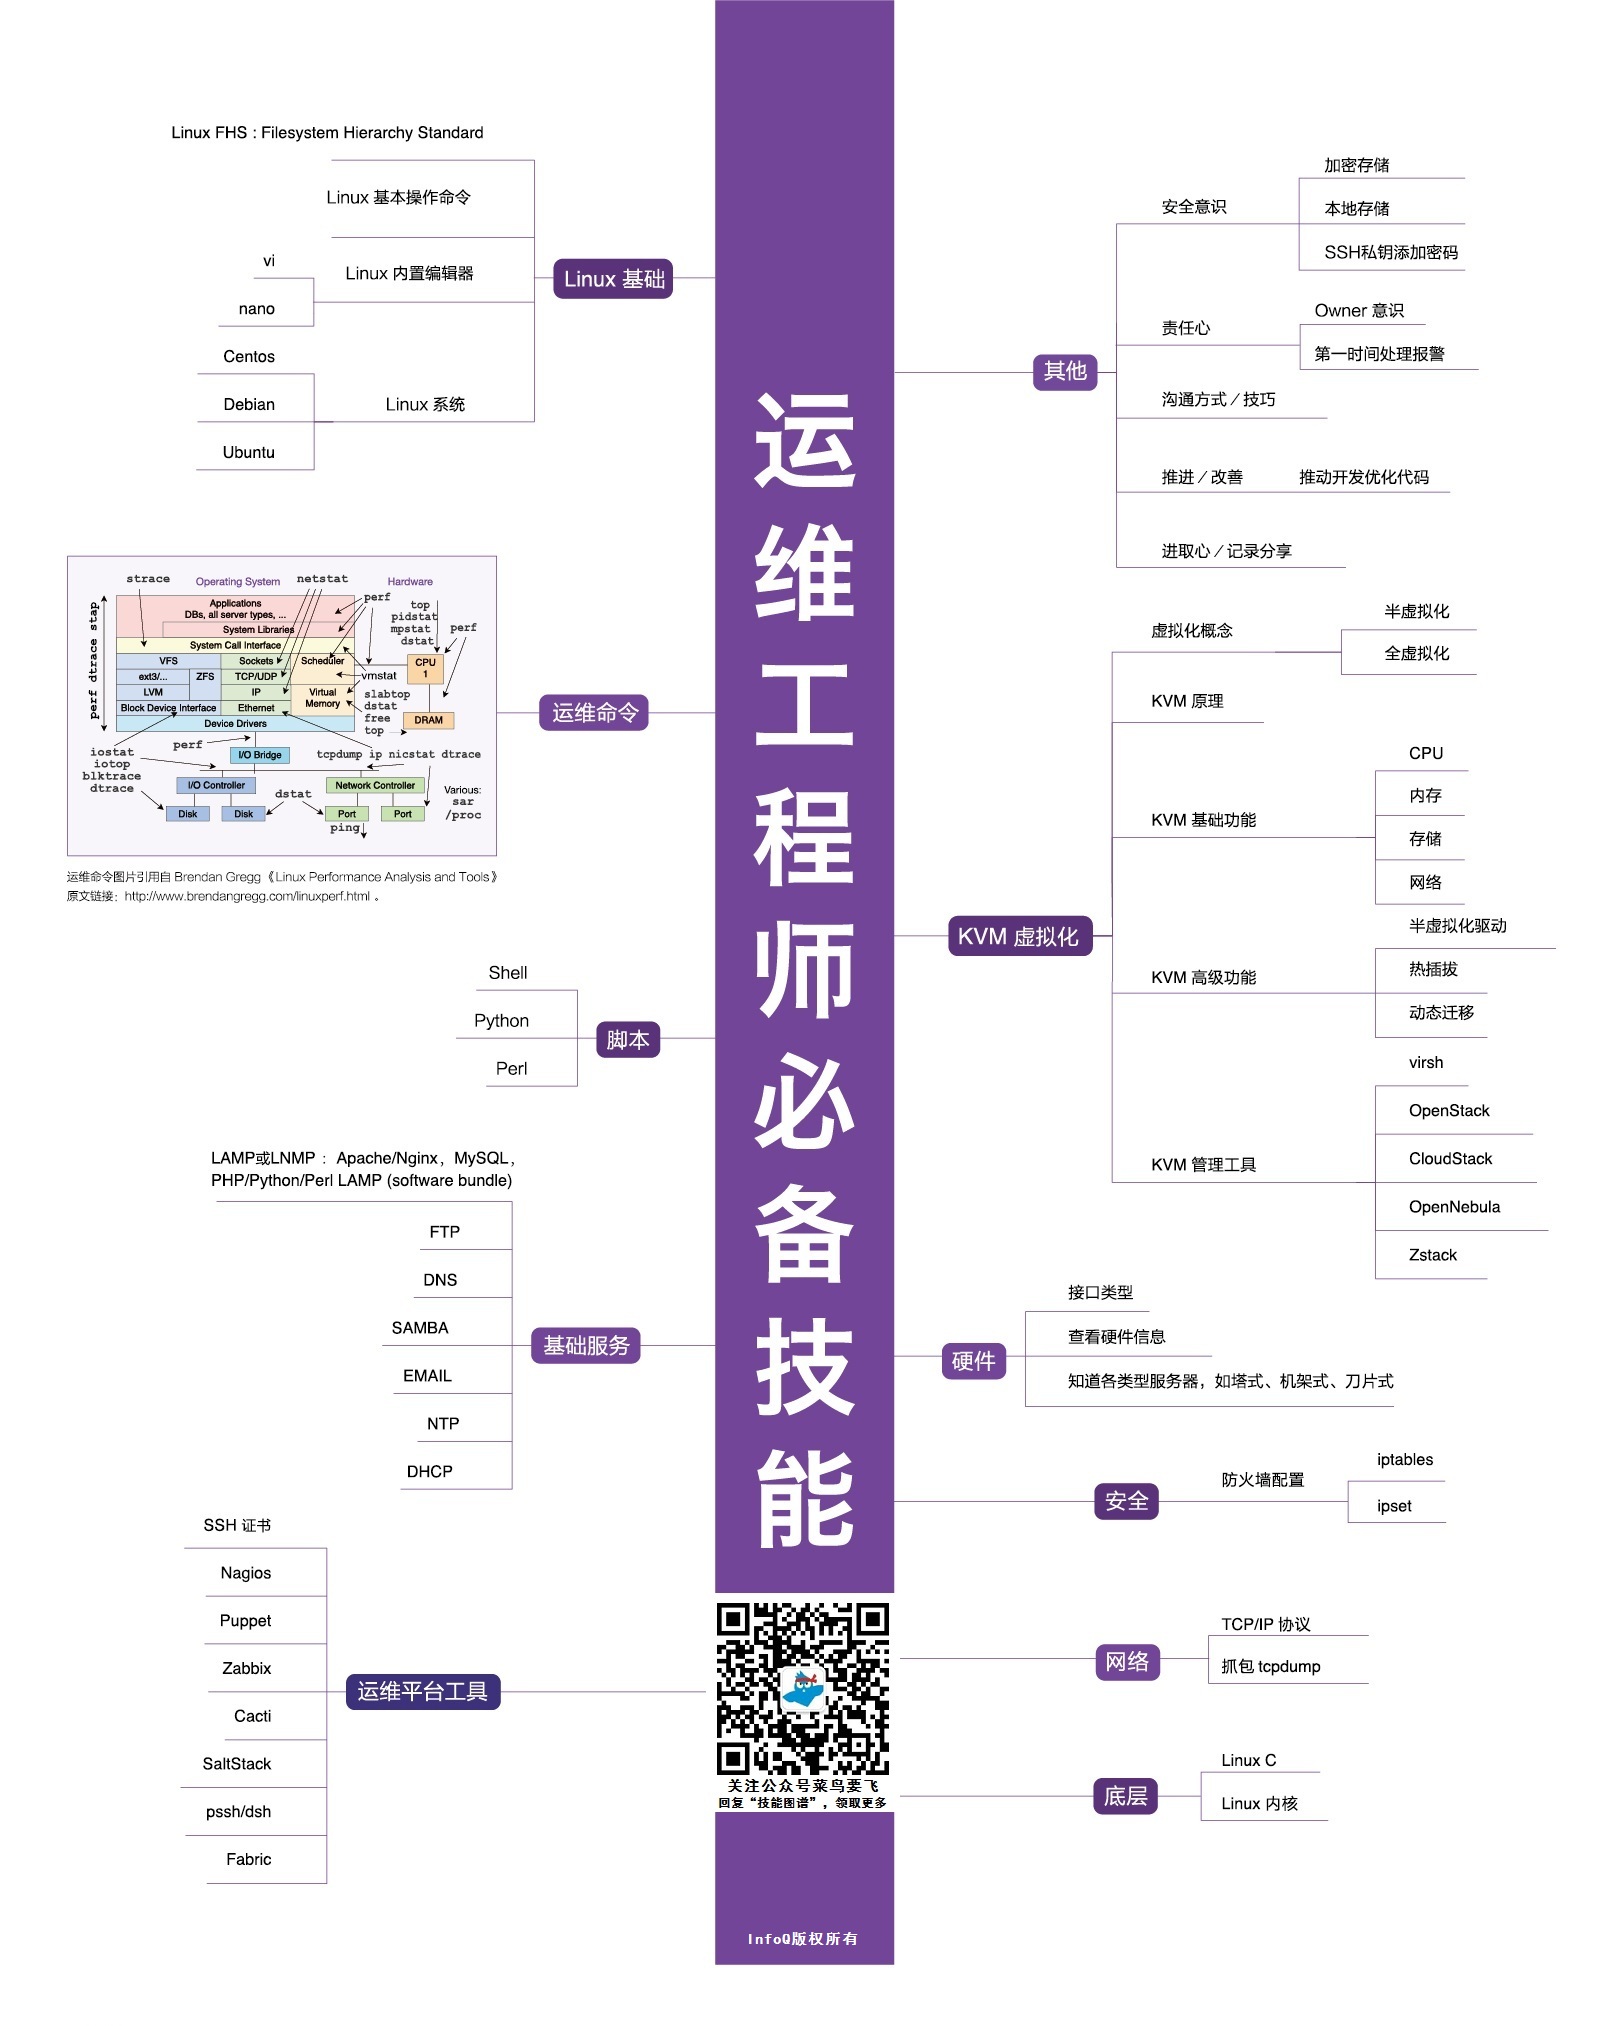 运维工程师必备技能
Linux 基础
Linux FHS : Filesystem Hierarchy Standard
Linux 基本操作命令
Linux 内置编辑器
vi
nano
Linux 系统
Centos
Debian
Ubuntu
运维命令
strace
Operating System
netstat
Hardware
perf dtrace stap
Applications
DBs, all server types, ...
System Libraries
System Call Interface
VFS
Sockets
Scheduler
ext3/...
ZFS
TCP/UDP
LVM
IP
Virtual
Memory
Block Device Interface
Ethernet
Device Drivers
perf
top
pidstat
mpstat
dstat
perf
CPU
1
vmstat
slabtop
dstat
free
top
DRAM
iostat
iotop
blktrace
dtrace
perf
I/O Bridge
tcpdump ip nicstat dtrace
I/O Controller
Network Controller
Disk
Disk
dstat
Port
Port
ping
Various:
sar
/proc
运维命令图片引用自 Brendan Gregg《Linux Performance Analysis and Tools》
原文链接：http://www.brendangregg.com/linuxperf.html 。
脚本
Shell
Python
Perl
基础服务
LAMP或LNMP ： Apache/Nginx，MySQL，
PHP/Python/Perl LAMP (software bundle)
FTP
DNS
SAMBA
EMAIL
NTP
DHCP
运维平台工具
SSH 证书
Nagios
Puppet
Zabbix
Cacti
SaltStack
pssh/dsh
Fabric
其他
安全意识
加密存储
本地存储
SSH私钥添加密码
责任心
Owner 意识
第一时间处理报警
沟通方式／技巧
推进／改善
推动开发优化代码
进取心／记录分享
KVM 虚拟化
虚拟化概念
半虚拟化
全虚拟化
KVM 原理
KVM 基础功能
CPU
内存
存储
网络
KVM 高级功能
半虚拟化驱动
热插拔
动态迁移
KVM 管理工具
virsh
OpenStack
CloudStack
OpenNebula
Zstack
硬件
接口类型
查看硬件信息
知道各类型服务器，如塔式、机架式、刀片式
安全
防火墙配置
iptables
ipset
网络
TCP/IP 协议
抓包 tcpdump
底层
Linux C
Linux 内核
关注公众号菜鸟要飞
回复“技能图谱”，领取更多
InfoQ版权所有